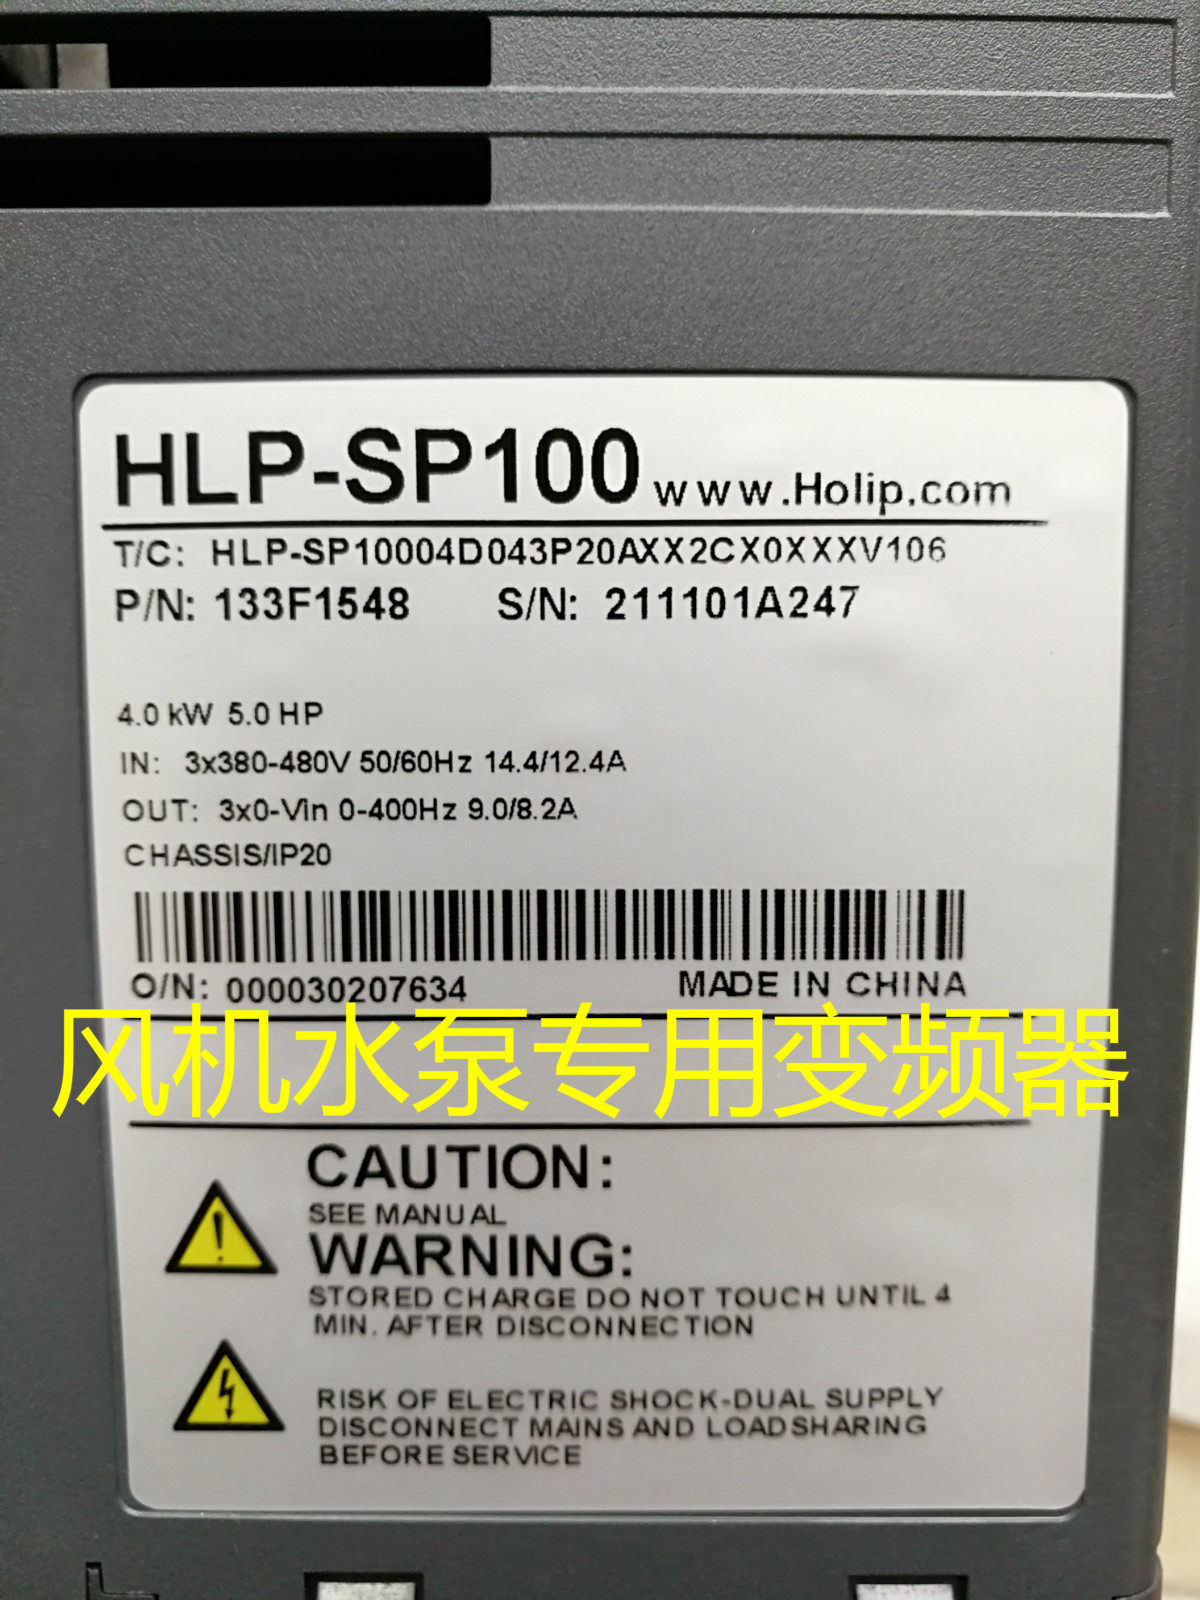 HLP-SP100 www.Holip.com
T/C: HLP-SP10004D043P20AXX2CX0XXXV106
P/N: 133F1548 S/N: 211101A247
4.0 kW 5.0 HP
IN: 3x380-480V 50/60Hz 14.4/12.4A
OUT: 3x0-Vin 0-400Hz 9.0/8.2A
CHASSIS/IP20
O/N: 000030207634 MADE IN CHINA
风机水泵专用变频器
CAUTION:
SEE MANUAL
WARNING:
STORED CHARGE DO NOT TOUCH UNTIL 4
MIN. AFTER DISCONNECTION
RISK OF ELECTRIC SHOCK-DUAL SUPPLY
DISCONNECT MAINS AND LOADSHARING
BEFORE SERVICE